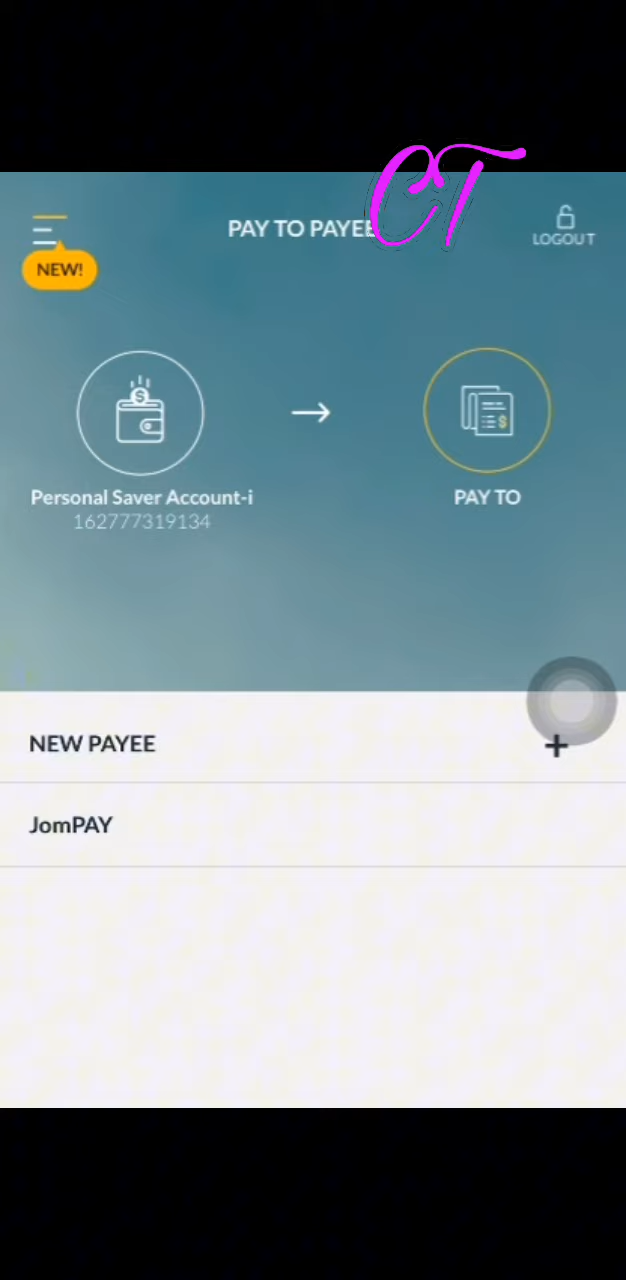 CT
PAY TO PAYEE
LOGOUT
NEW!
Personal Saver Account-i
162777319134
PAY TO
NEW PAYEE
JomPAY